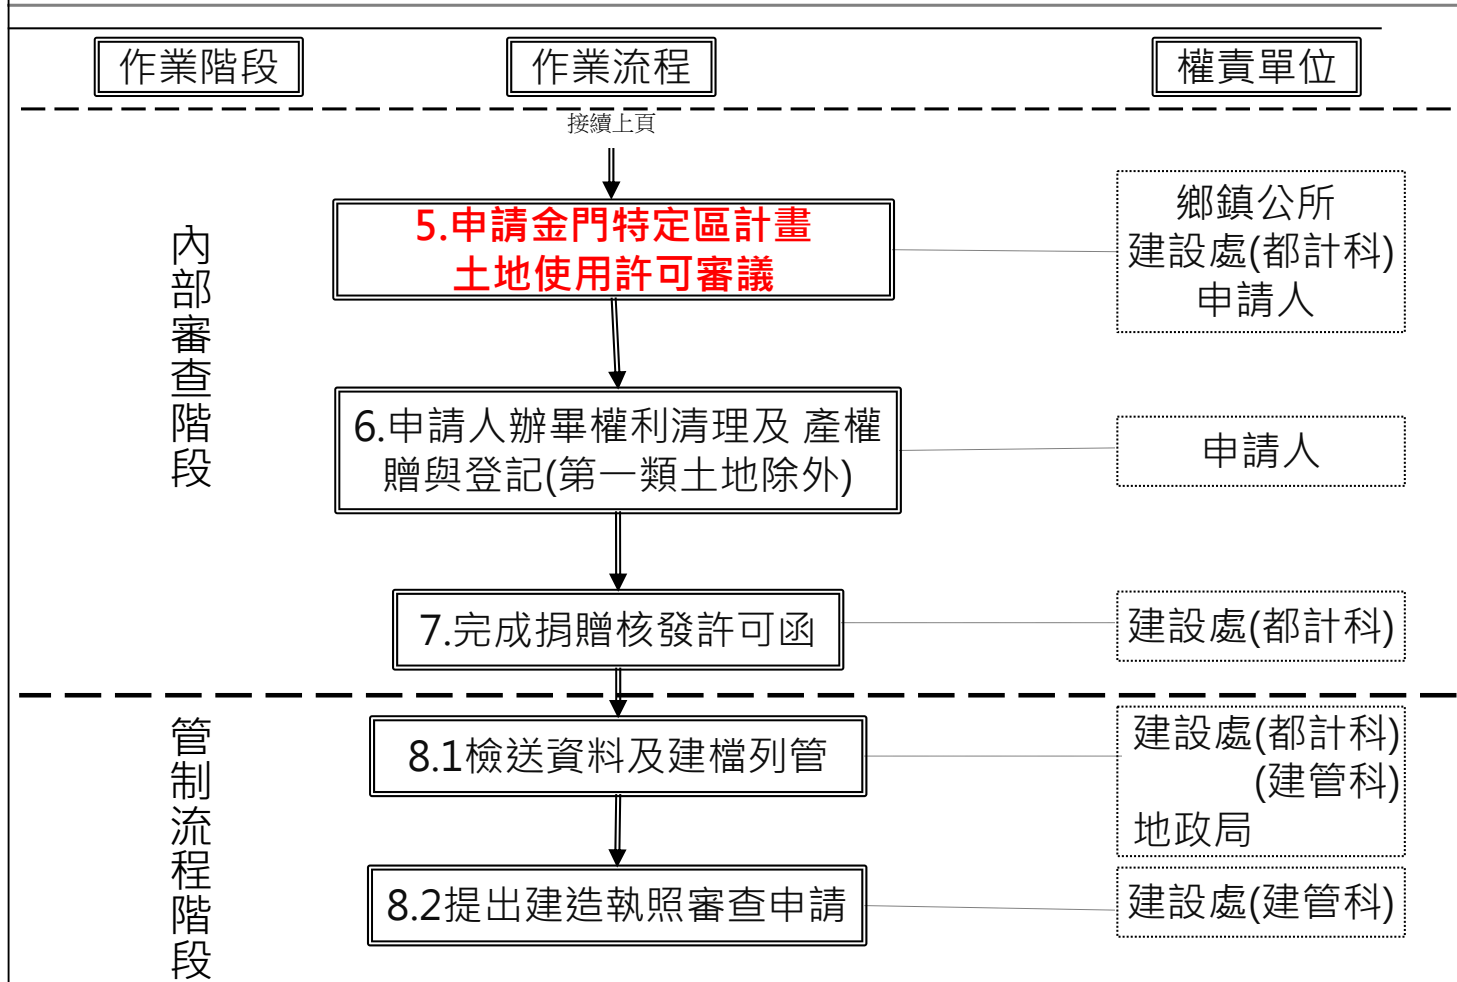 作業階段
作業流程
權責單位
接續上頁
內部審查階段
5.申請金門特定區計畫
土地使用許可審議
鄉鎮公所
建設處(都計科)
申請人
6.申請人辦畢權利清理及 產權
贈與登記(第一類土地除外)
申請人
7.完成捐贈核發許可函
建設處(都計科)
管制流程階段
8.1檢送資料及建檔列管
建設處(都計科)
(建管科)
地政局
8.2提出建造執照審查申請
建設處(建管科)